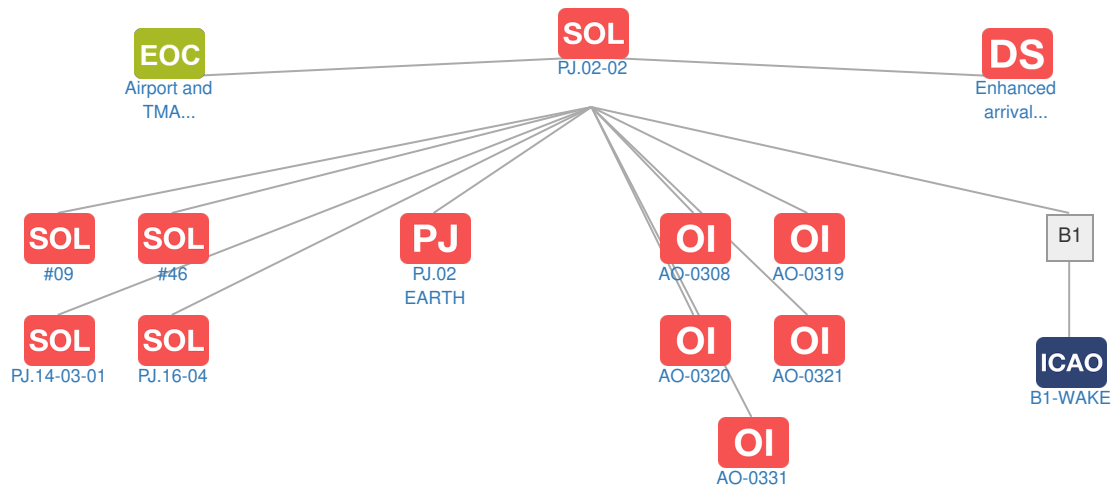 SOL
PJ.02-02
EOC
Airport and
TMA...
DS
Enhanced
arrival...
SOL
#09
SOL
#46
PJ
PJ.02
EARTH
OI
AO-0308
OI
AO-0319
B1
SOL
PJ.14-03-01
SOL
PJ.16-04
OI
AO-0320
OI
AO-0321
ICAO
B1-WAKE
OI
AO-0331